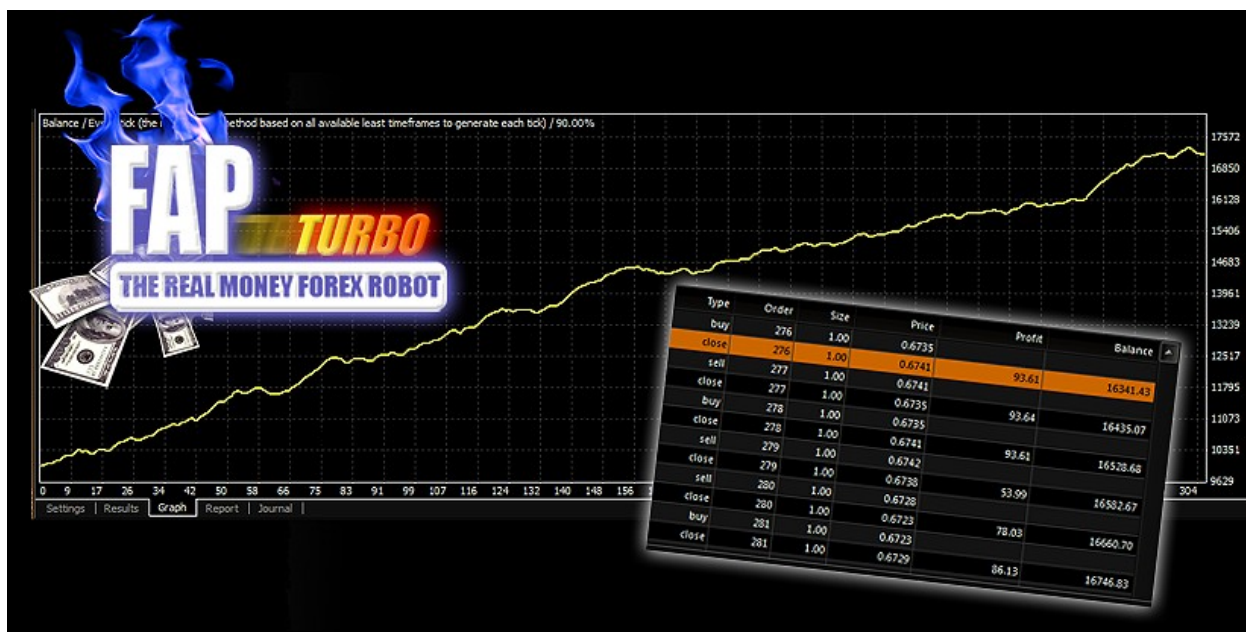 Balance / Every tick (the method based on all available least timeframes to generate each tick) / 90.00%
FAP
TURBO
THE REAL MONEY FOREX ROBOT
17572
16850
16128
15406
14683
13961
13239
12517
11795
11073
10351
9629
0 9 17 26 34 42 50 58 66 75 83 91 99 107 116 124 132 140 148 156 304
Settings | Results | Graph | Report | Journal |
Type Order Size Price Profit Balance
buy 276 1.00 0.6735
close 276 1.00 0.6741 93.61 16341.43
sell 277 1.00 0.6741
close 277 1.00 0.6735 93.64 16435.07
buy 278 1.00 0.6735
close 278 1.00 0.6741 93.61 16528.68
sell 279 1.00 0.6742
close 279 1.00 0.6738 53.99 16582.67
sell 280 1.00 0.6728
close 280 1.00 0.6723 78.03 16660.70
buy 281 1.00 0.6723
close 281 1.00 0.6729 86.13 16746.83